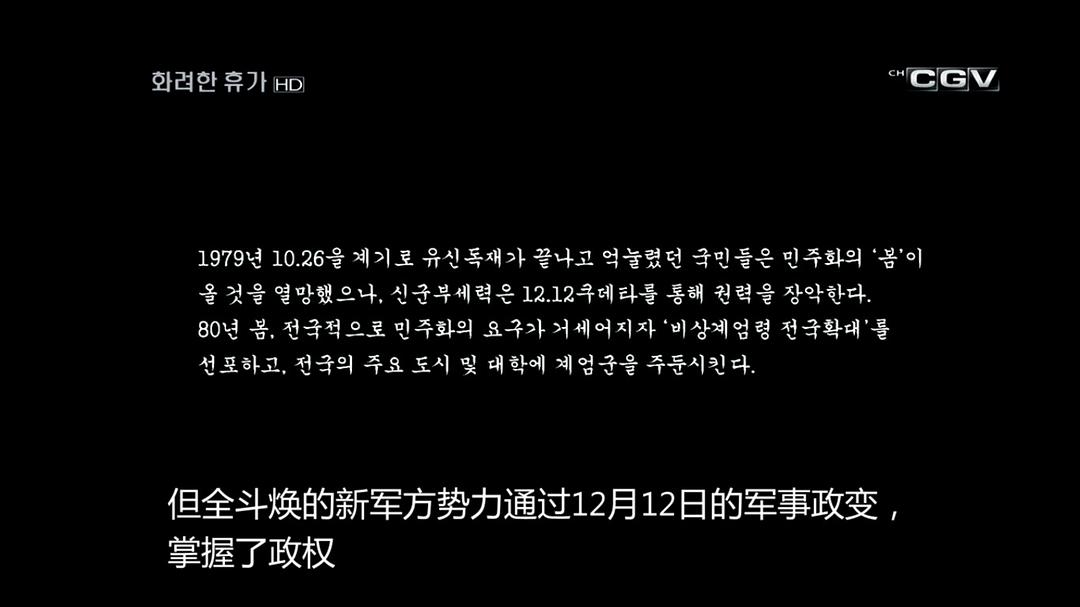 화려한 휴가 HD
CH CGV
1979년 10.26을 계기로 유신독재가 끝나고 억눌렸던 국민들은 민주화의 ‘봄’이
올 것을 열망했으나, 신군부세력은 12.12쿠데타를 통해 권력을 장악한다.
80년 봄, 전국적으로 민주화의 요구가 거세어지자 ‘비상계엄령 전국확대’를
선포하고, 전국의 주요 도시 및 대학에 계엄군을 주둔시킨다.
但全斗焕的新军方势力通过12月12日的军事政变，
掌握了政权